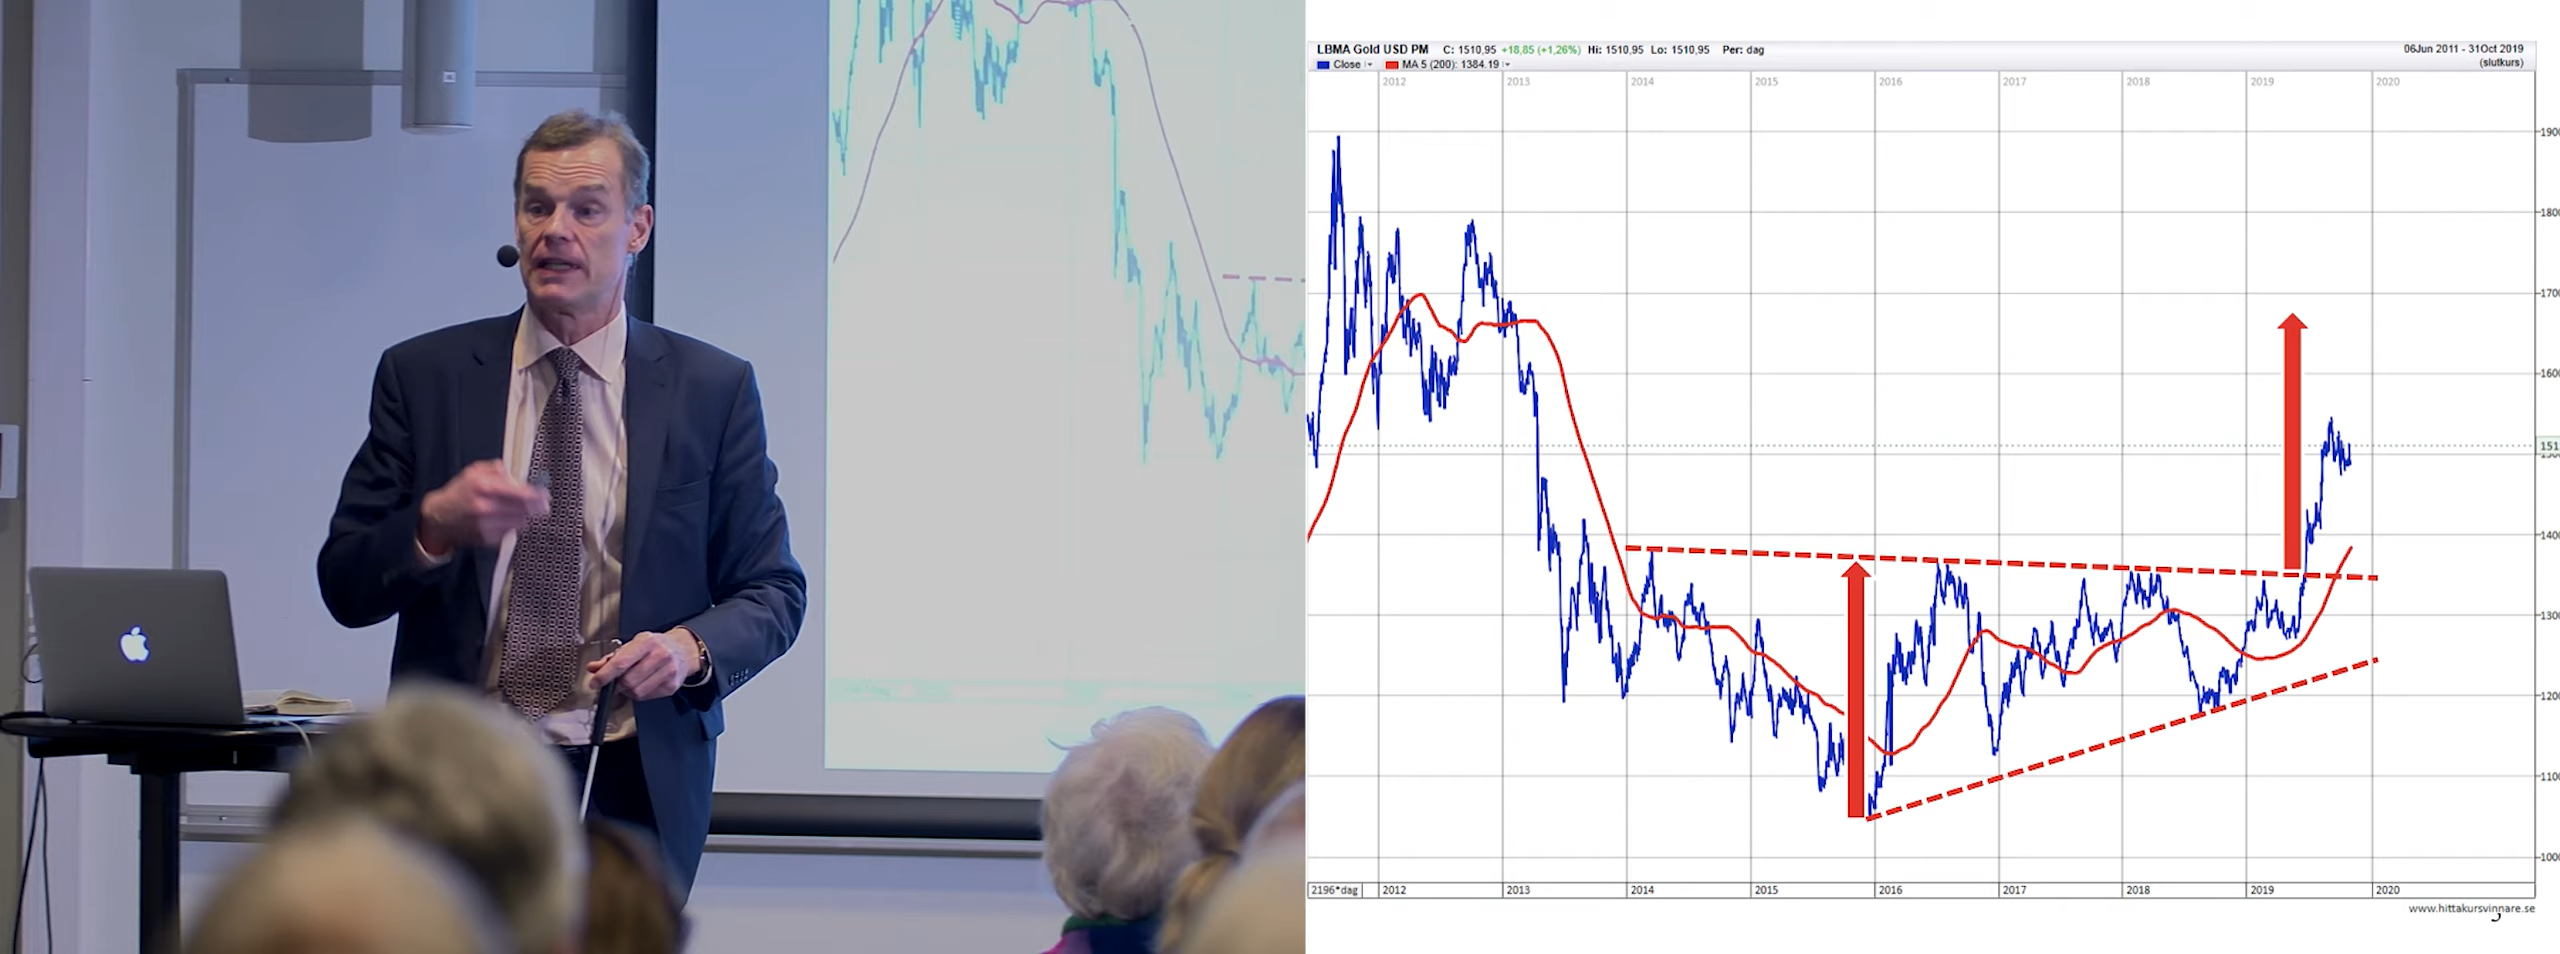 LBMA Gold USD PM C: 1510,95 +18,85 (+1,26%) Hi: 1510,95 Lo: 1510,95 Per: dag 06Jun 2011 - 31Oct 2019
Close MA 5 (200): 1384.19 (slutkurs)
2012 2013 2014 2015 2016 2017 2018 2019 2020
1900
1800
1700
1600
151
1500
1400
1300
1200
1100
1000
2196*dag 2012 2013 2014 2015 2016 2017 2018 2019 2020
www.hittakursvinnare.se